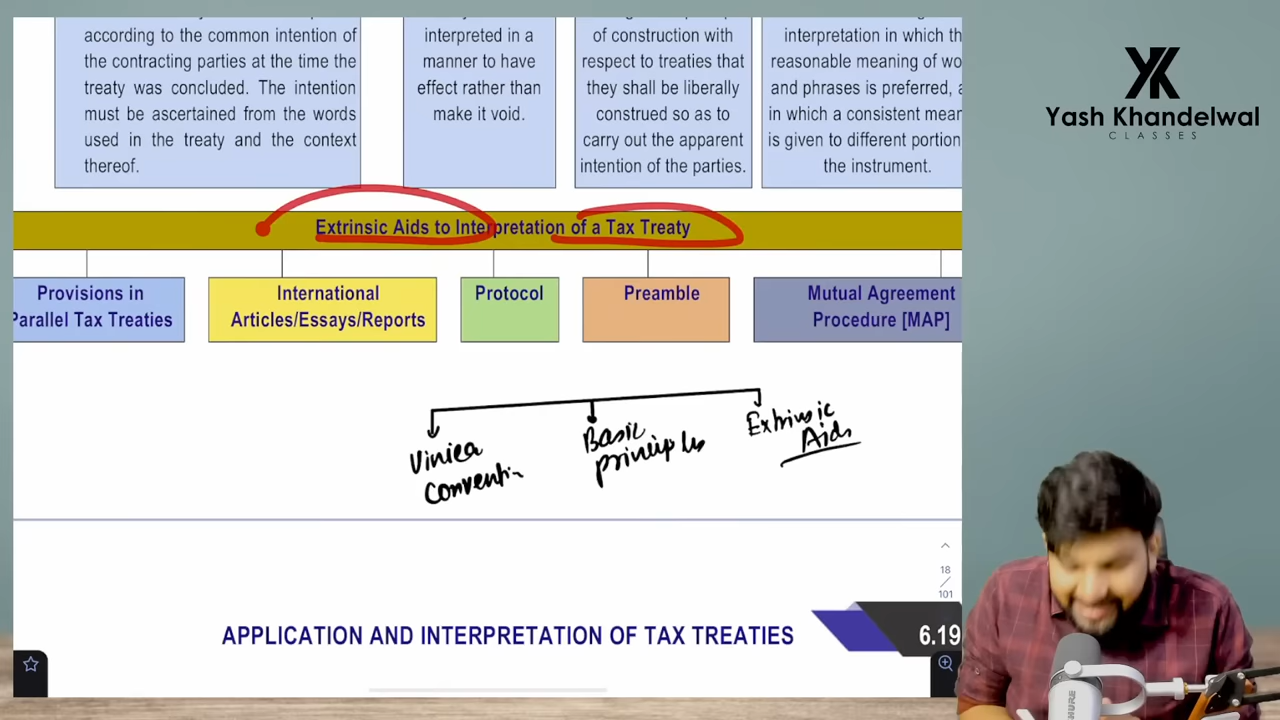 according to the common intention of
the contracting parties at the time the
treaty was concluded. The intention
must be ascertained from the words
used in the treaty and the context
thereof.
interpreted in a
manner to have
effect rather than
make it void.
of construction with
respect to treaties that
they shall be liberally
construed so as to
carry out the apparent
intention of the parties.
interpretation in which th
reasonable meaning of wo
and phrases is preferred, a
in which a consistent mean
is given to different portion
the instrument.
YK
Yash Khandelwal
CLASSES
Extrinsic Aids to Interpretation of a Tax Treaty
Provisions in
Parallel Tax Treaties
International
Articles/Essays/Reports
Protocol
Preamble
Mutual Agreement
Procedure [MAP]
Viniea
conventi
Basic
principles
Extrinsic
Aids
18
101
APPLICATION AND INTERPRETATION OF TAX TREATIES
6.19